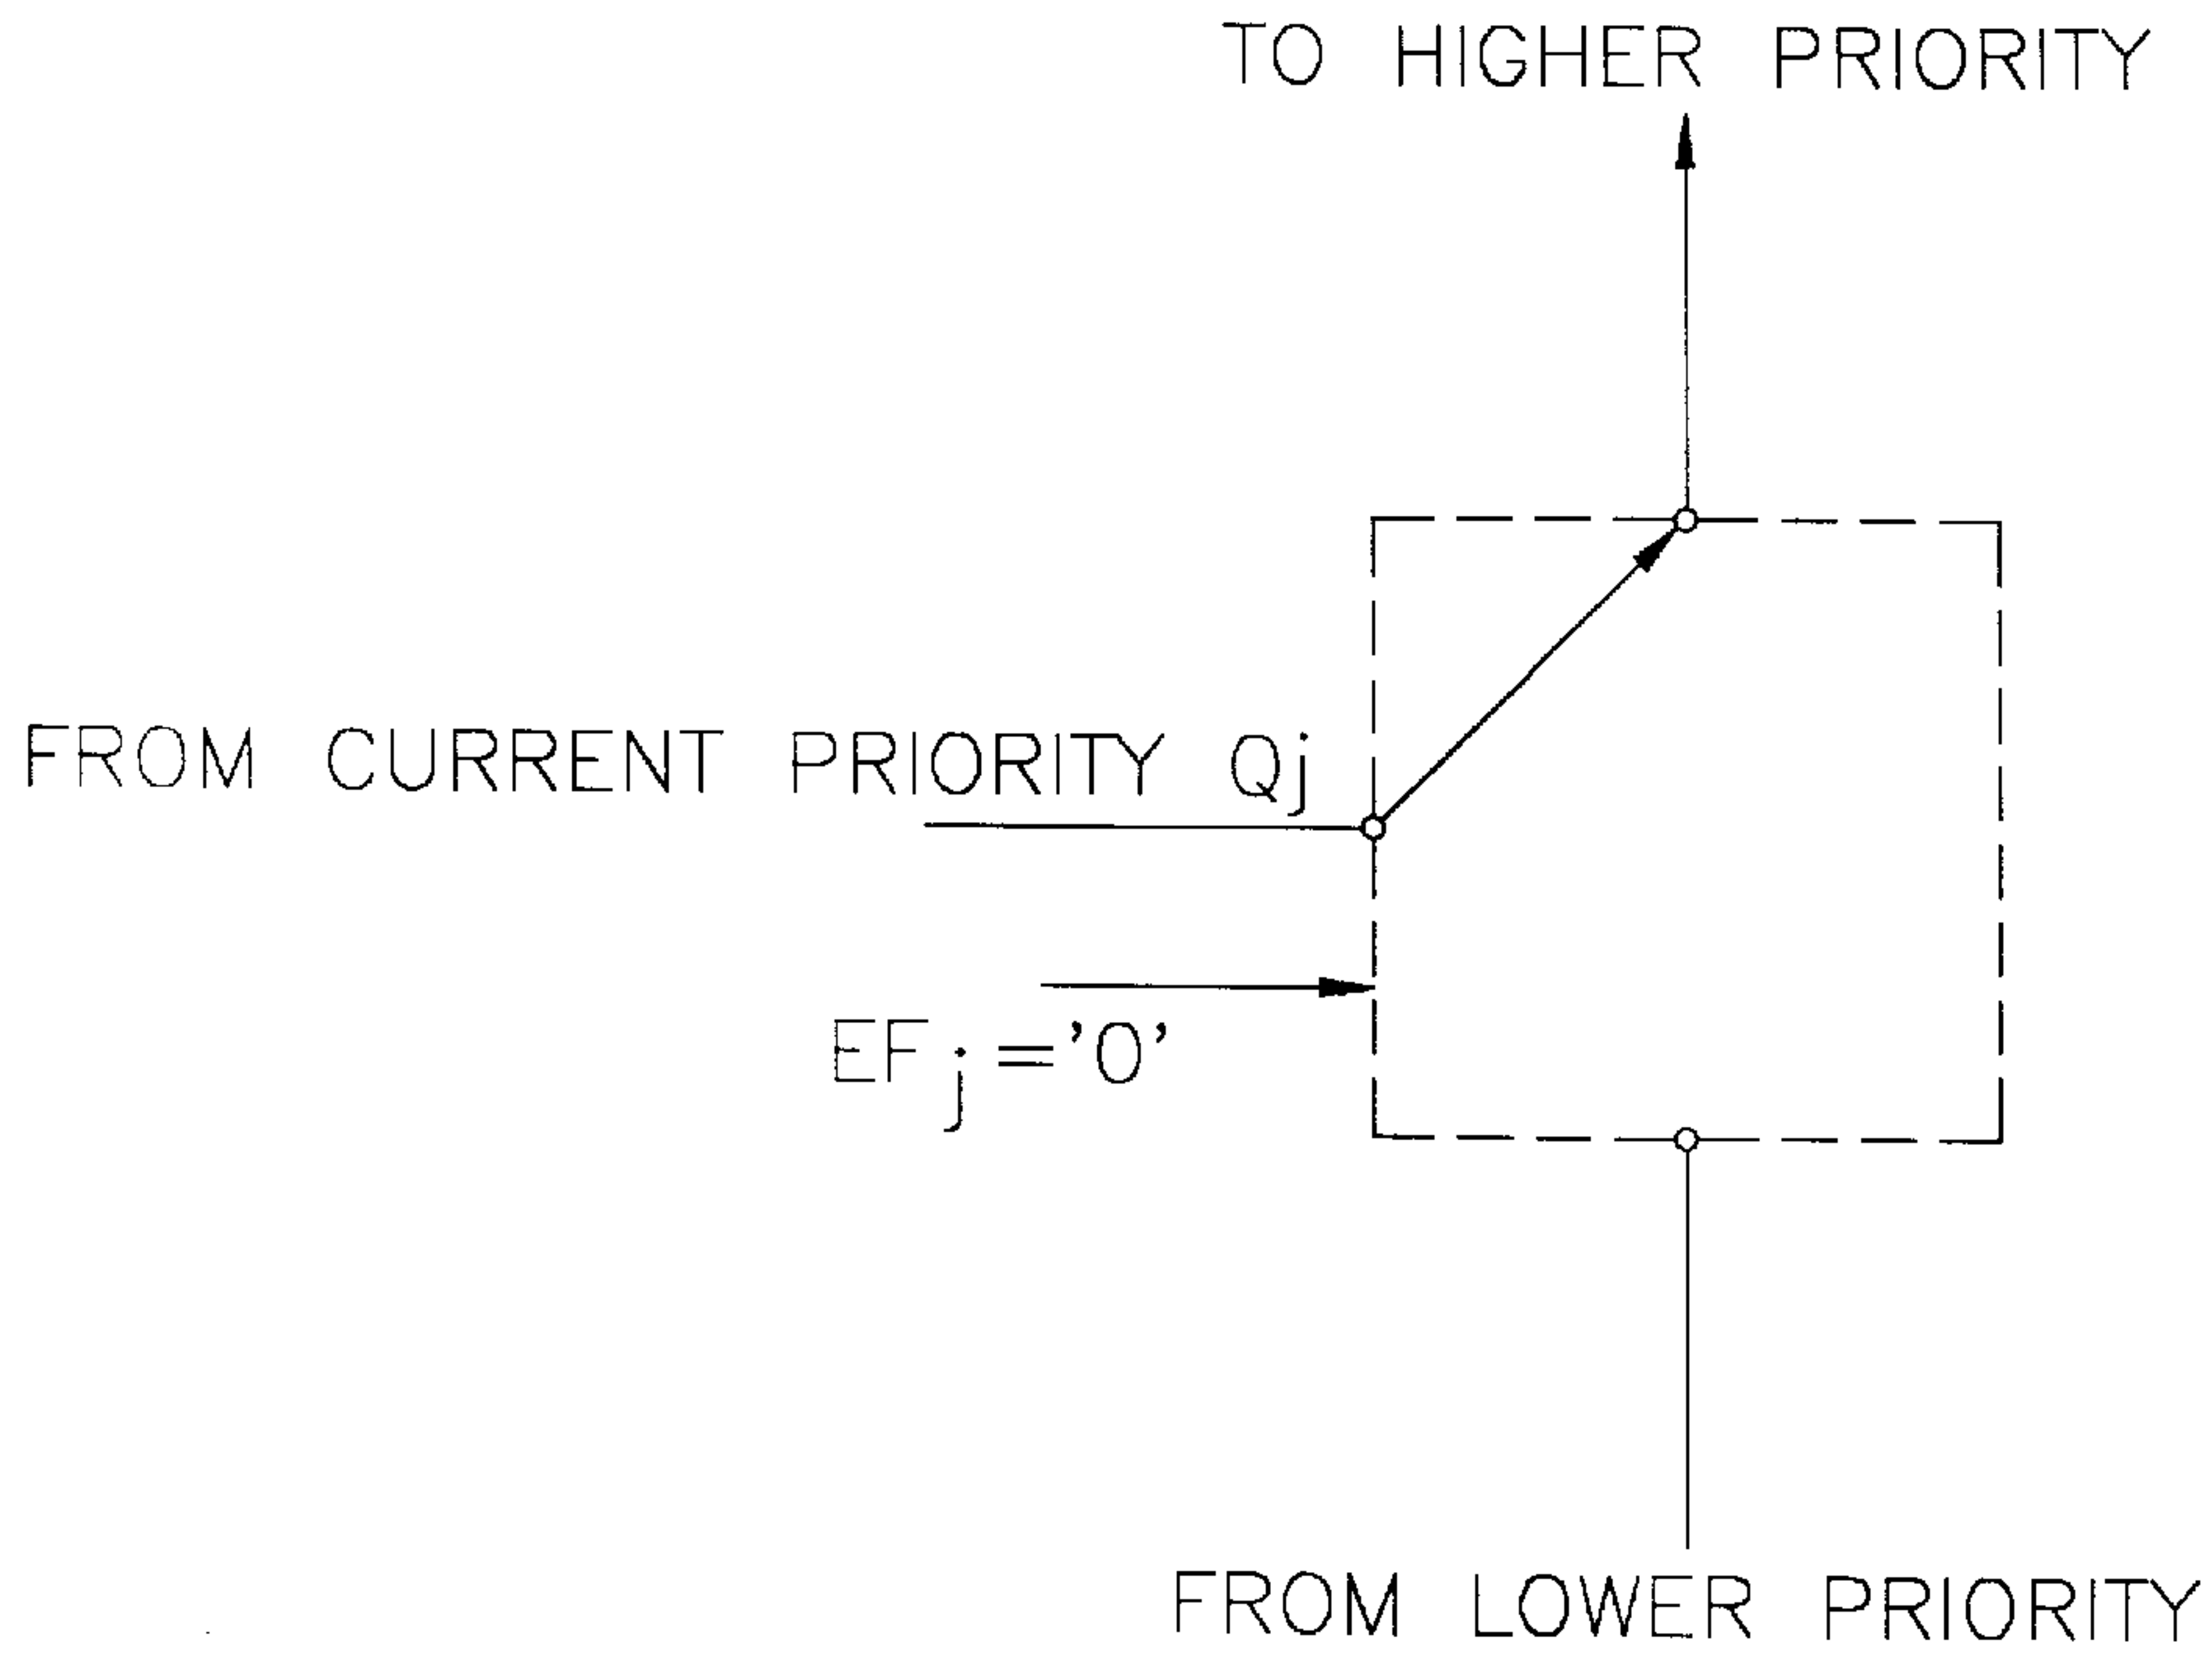 TO HIGHER PRIORITY
FROM CURRENT PRIORITY Qj
EFj='0'
FROM LOWER PRIORITY